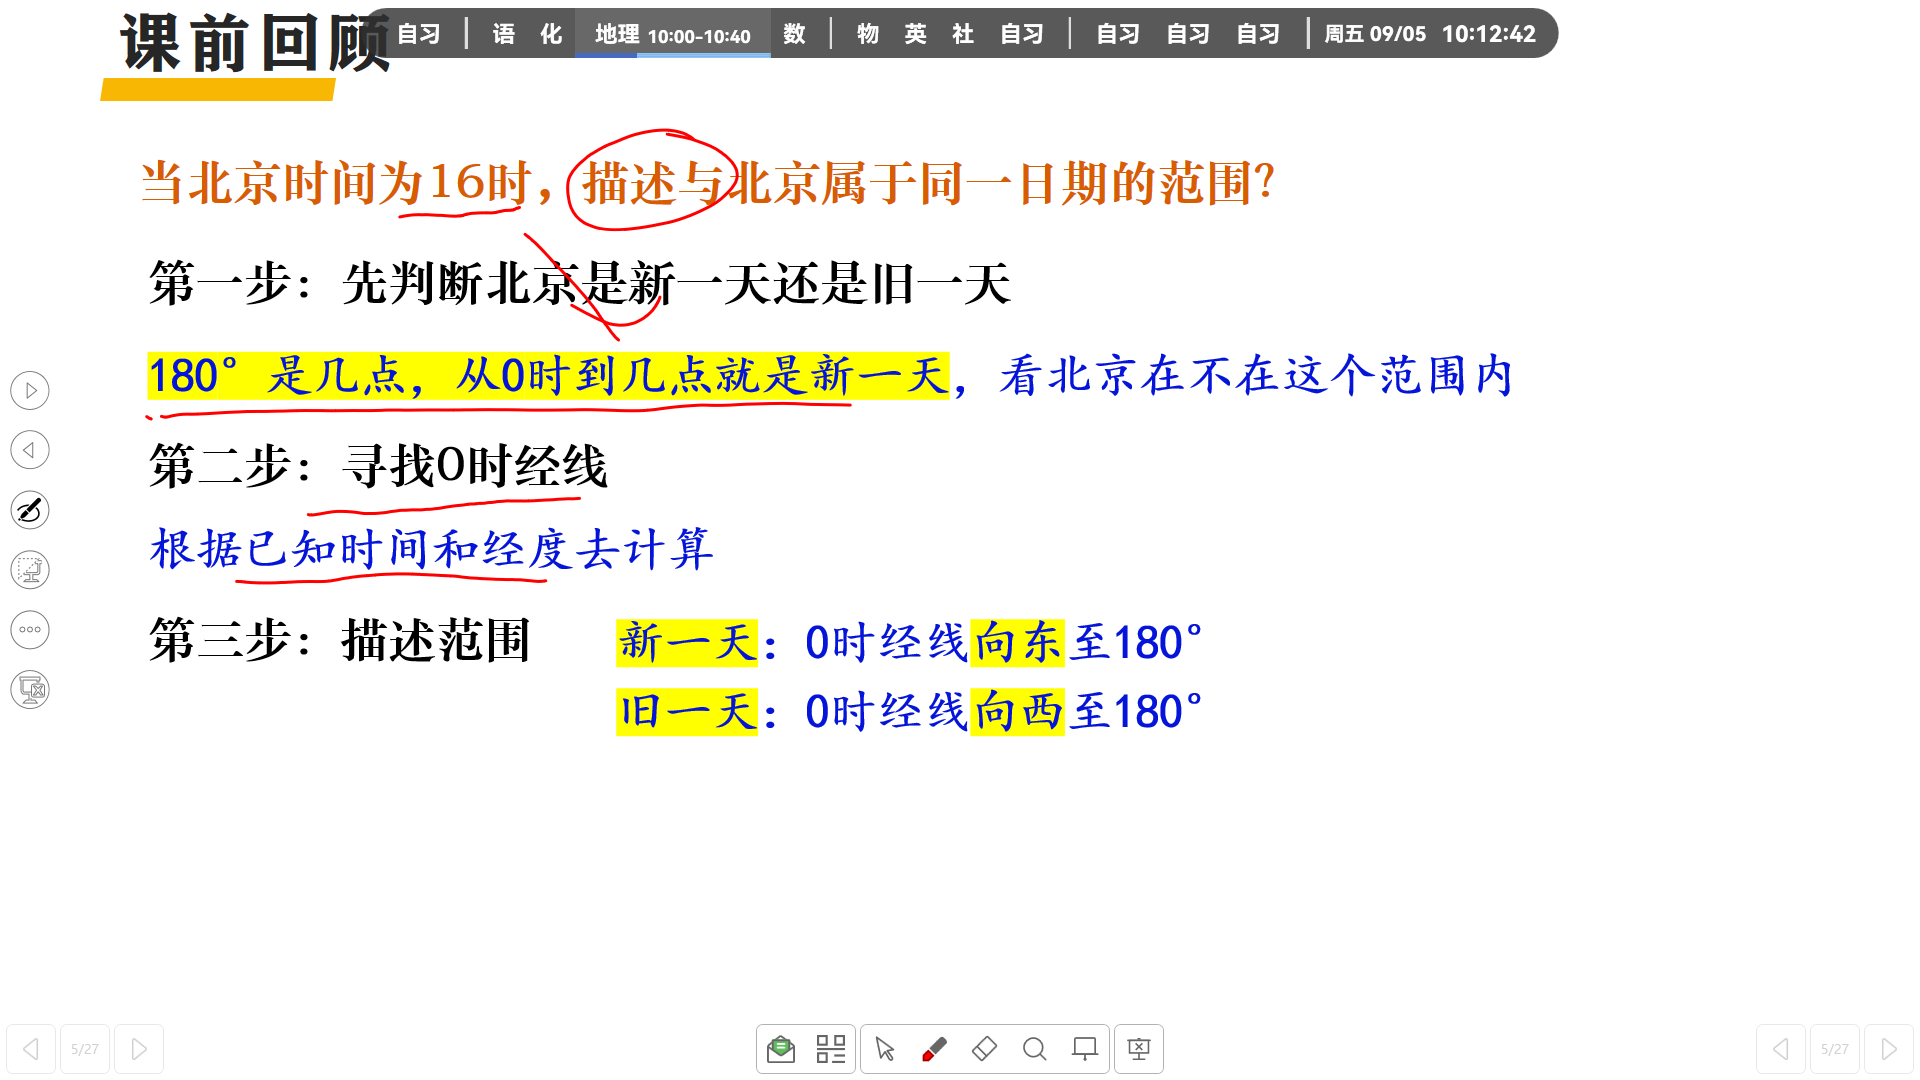 课前回顾
自习 语 化 地理 10:00-10:40 数 物 英 社 自习 自习 自习 自习 周五 09/05 10:12:42
当北京时间为16时，描述与北京属于同一日期的范围？
第一步：先判断北京是新一天还是旧一天
180°是几点，从0时到几点就是新一天，看北京在不在这个范围内
第二步：寻找0时经线
根据已知时间和经度去计算
第三步：描述范围
新一天：0时经线向东至180°
旧一天：0时经线向西至180°
5/27
5/27